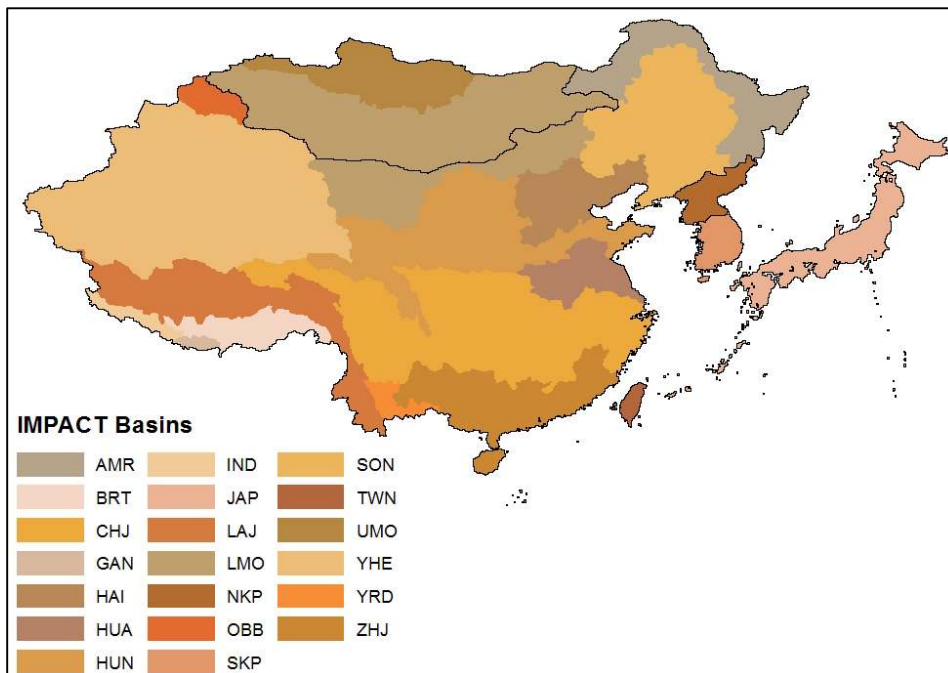 IMPACT Basins
AMR IND SON
BRT JAP TWN
CHJ LAJ UMO
GAN LMO YHE
HAI NKP YRD
HUA OBB ZHJ
HUN SKP